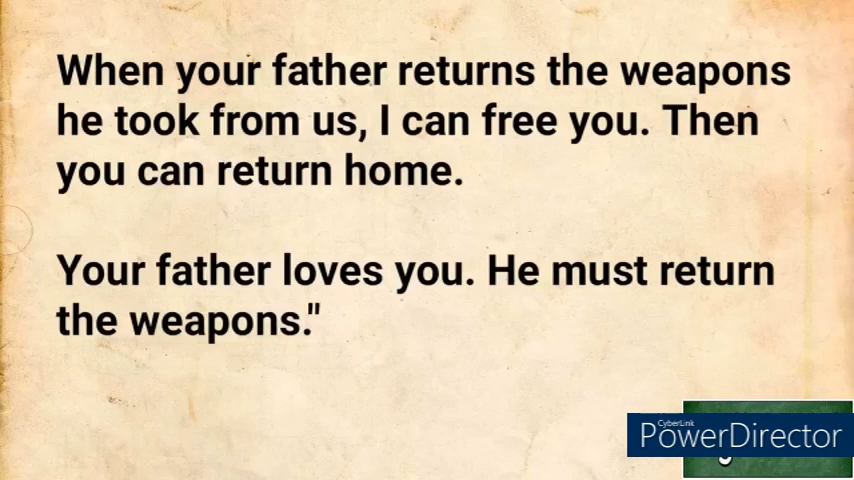 When your father returns the weapons
he took from us, I can free you. Then
you can return home.
Your father loves you. He must return
the weapons."
CyberLink
PowerDirector